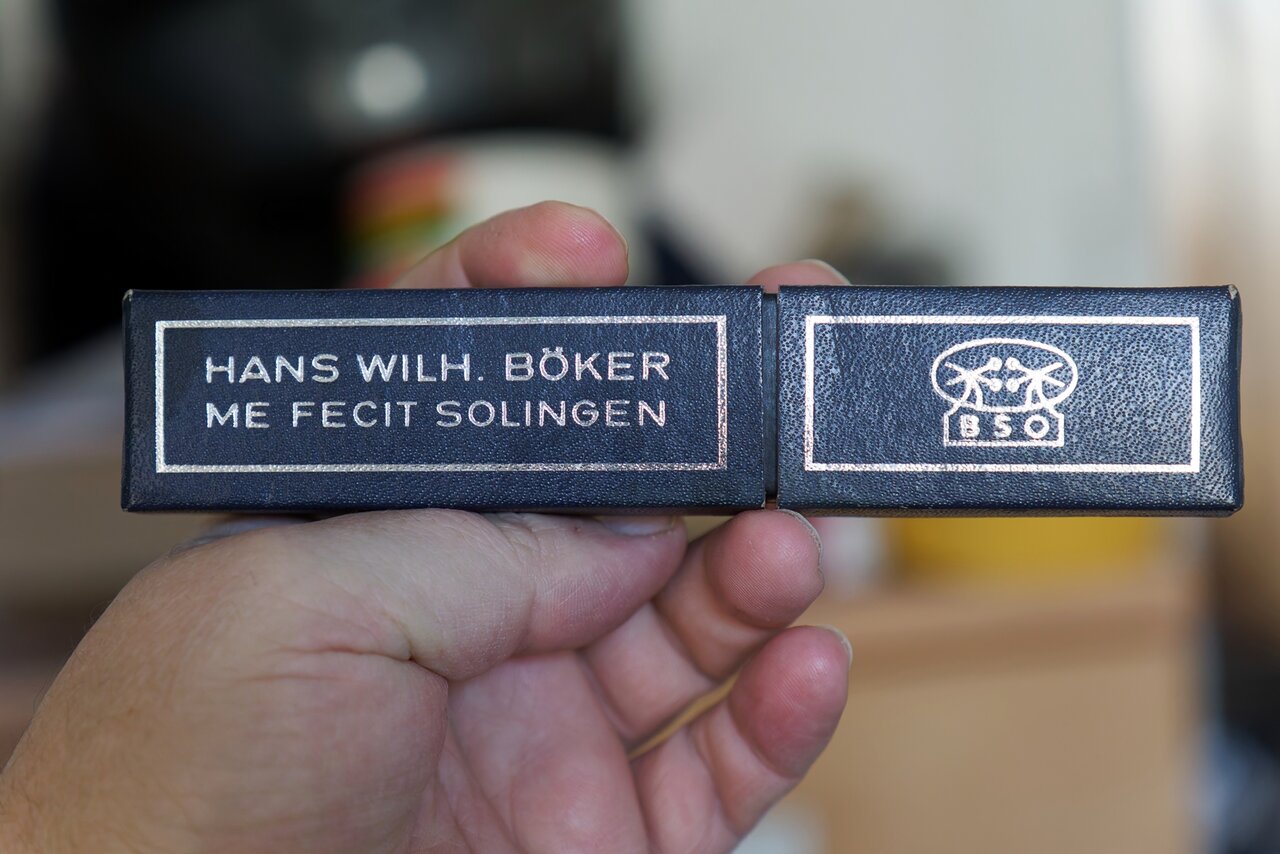 HANS WILH. BÖKER
ME FECIT SOLINGEN
BSO